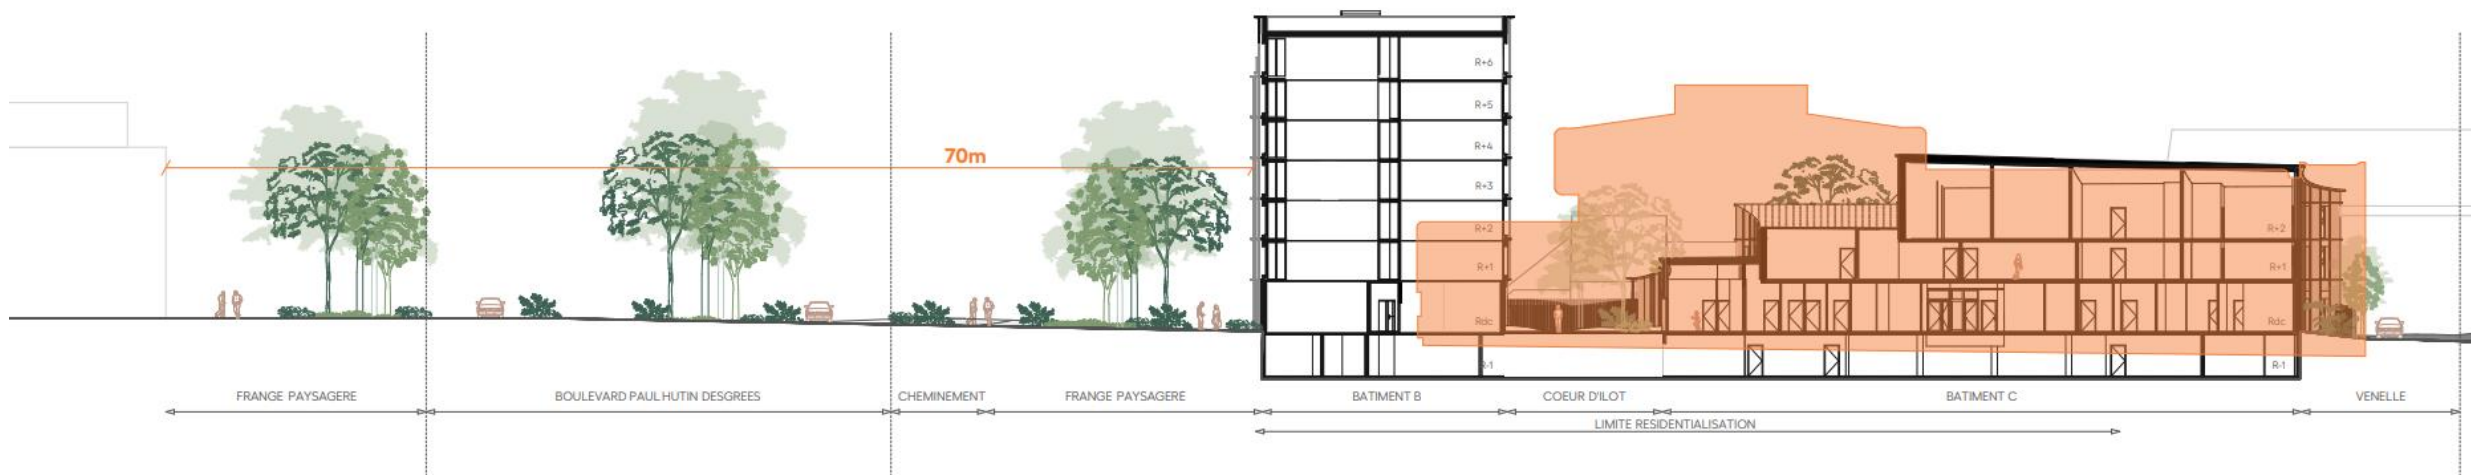 R+6
R+5
70m
R+4
R+3
R+2
R+2
R+1
R+1
Rdc
Rdc
R-1
R-1
FRANGE PAYSAGERE
BOULEVARD PAUL HUTIN DESGREES
CHEMINEMENT
FRANGE PAYSAGERE
BATIMENT B
COEUR D'ILOT
BATIMENT C
VENELLE
LIMITE RESIDENTIALISATION